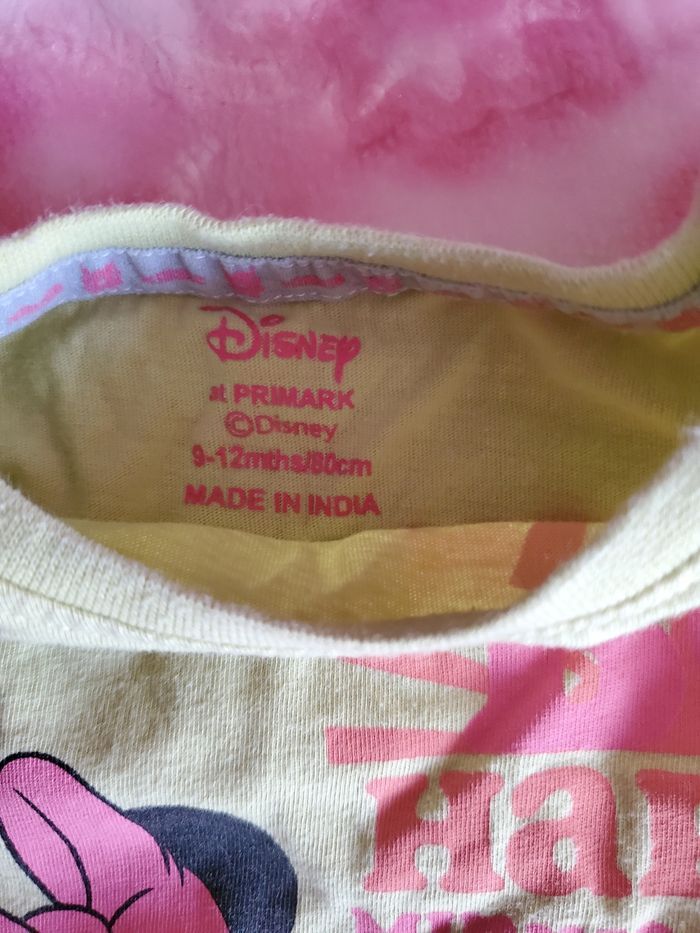 Disney
at PRIMARK
©Disney
9-12mths/80cm
MADE IN INDIA